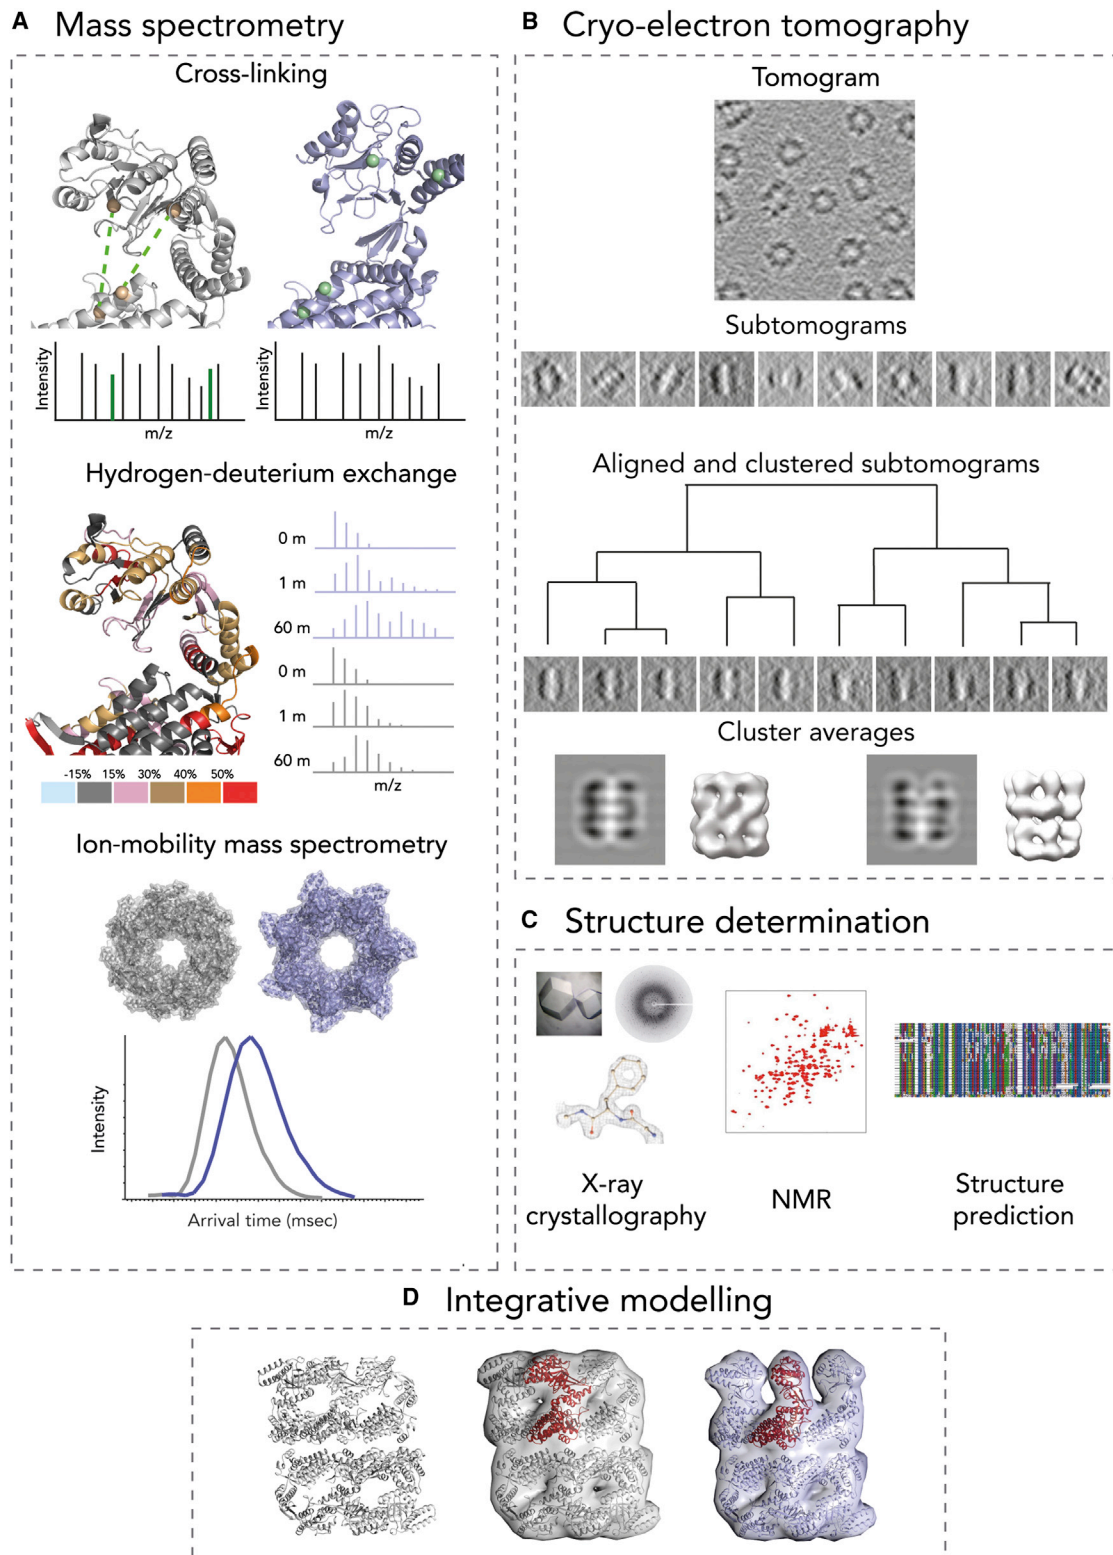 A Mass spectrometry
Cross-linking
Intensity
m/z
Intensity
m/z
Hydrogen-deuterium exchange
0 m
1 m
60 m
0 m
1 m
60 m
m/z
-15% 15% 30% 40% 50%
Ion-mobility mass spectrometry
Intensity
Arrival time (msec)
B Cryo-electron tomography
Tomogram
Subtomograms
Aligned and clustered subtomograms
Cluster averages
C Structure determination
X-ray
crystallography
NMR
Structure
prediction
D Integrative modelling